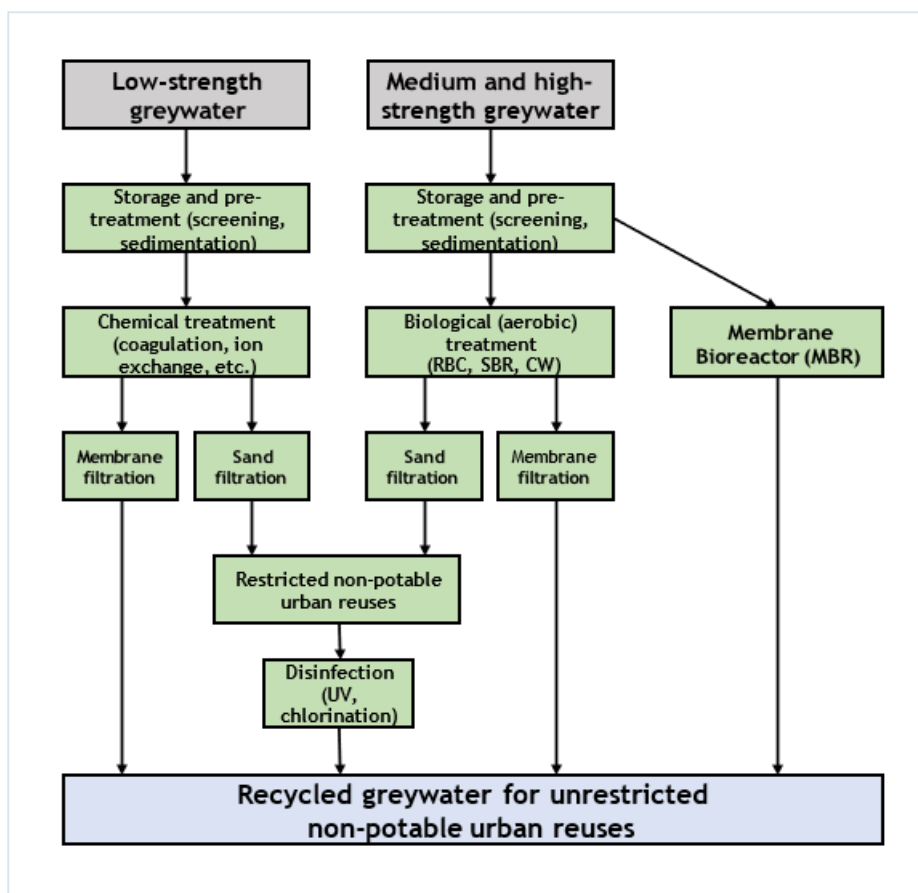 Low-strength
greywater
Medium and high-
strength greywater
Storage and pre-
treatment (screening,
sedimentation)
Storage and pre-
treatment (screening,
sedimentation)
Chemical treatment
(coagulation, ion
exchange, etc.)
Biological (aerobic)
treatment
(RBC, SBR, CW)
Membrane
Bioreactor (MBR)
Membrane
filtration
Sand
filtration
Sand
filtration
Membrane
filtration
Restricted non-potable
urban reuses
Disinfection
(UV,
chlorination)
Recycled greywater for unrestricted
non-potable urban reuses